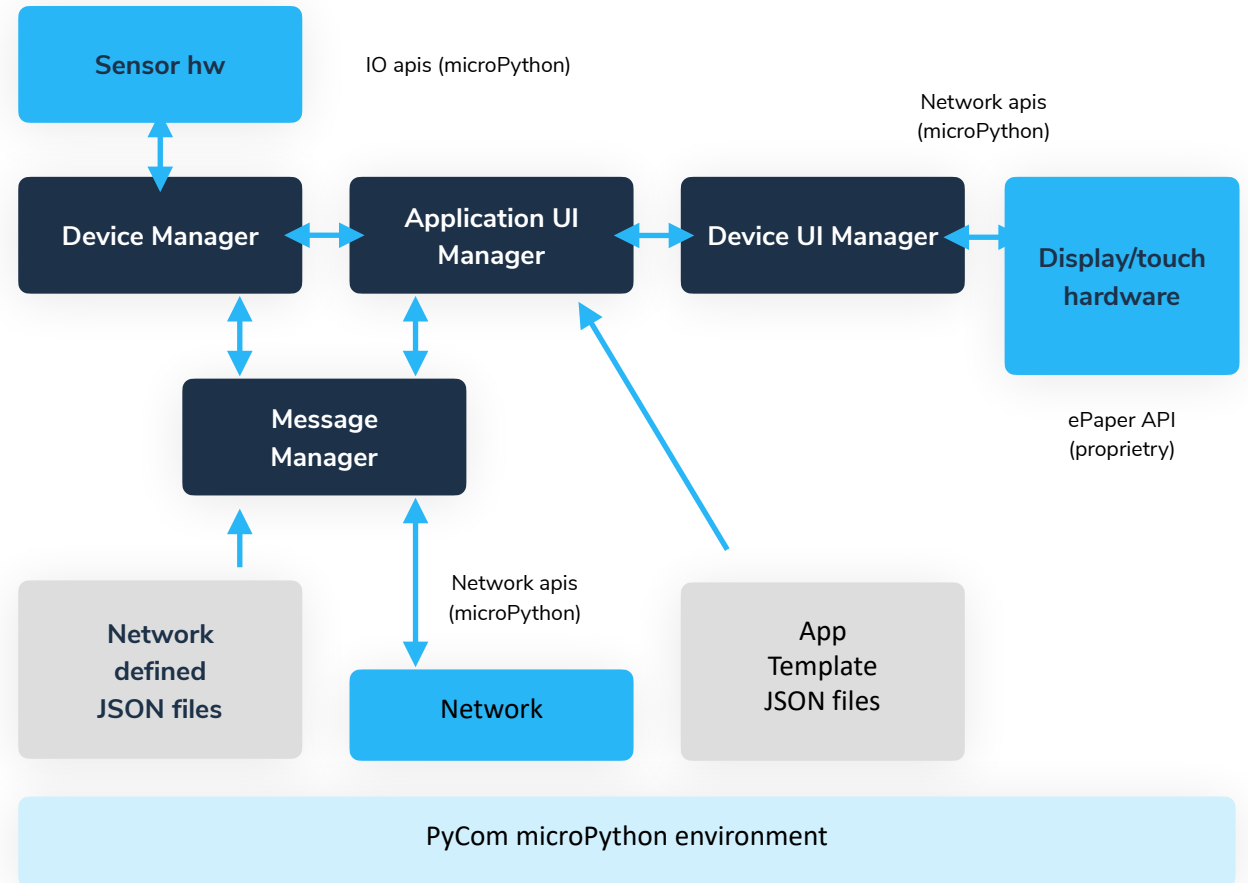 Sensor hw
IO apis (microPython)
Network apis
(microPython)
Device Manager
Application UI
Manager
Device UI Manager
Display/touch
hardware
Message
Manager
ePaper API
(proprietry)
Network apis
(microPython)
Network
defined
JSON files
Network
App
Template
JSON files
PyCom microPython environment